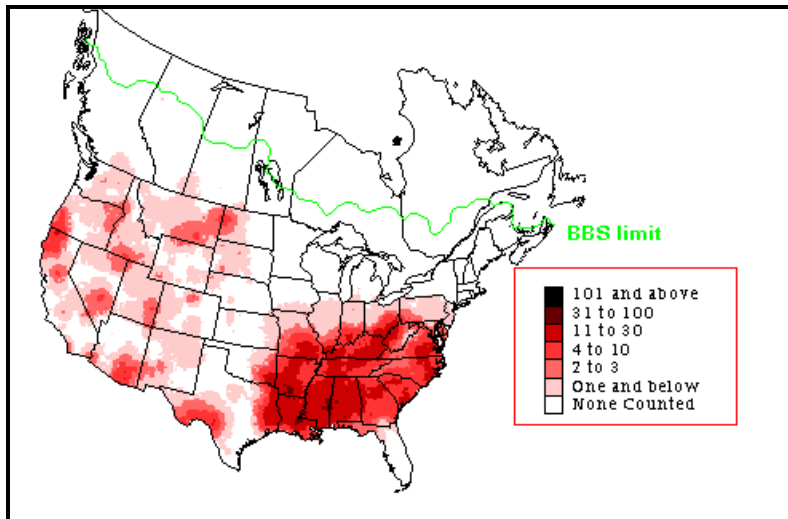 BBS limit
101 and above
31 to 100
11 to 30
4 to 10
2 to 3
One and below
None Counted